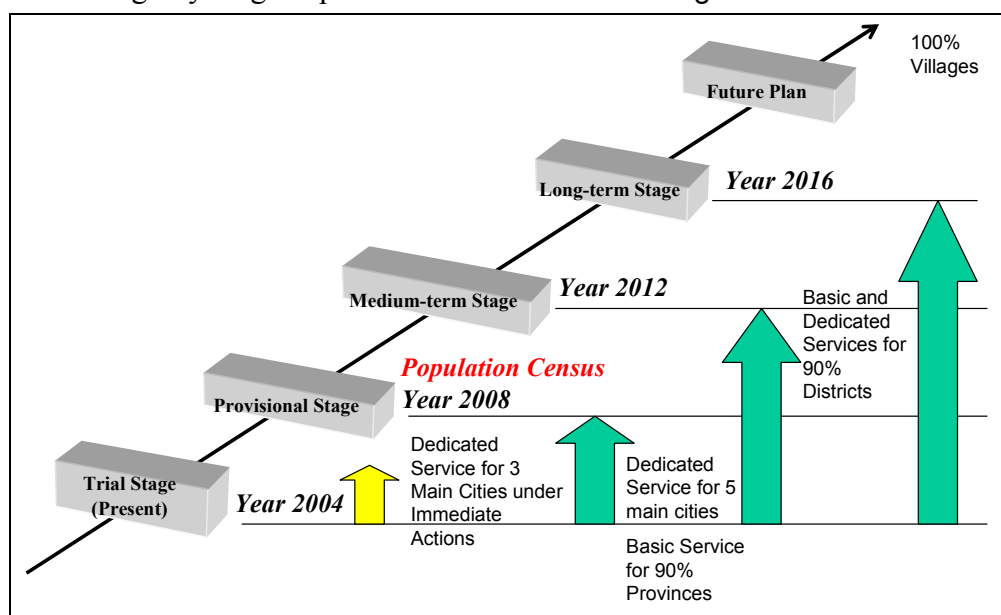 100%
Villages
Future Plan
Long-term Stage
Year 2016
Medium-term Stage
Year 2012
Basic and
Dedicated
Services for
90%
Districts
Population Census
Provisional Stage
Year 2008
Dedicated
Service for 3
Main Cities under
Immediate
Actions
Dedicated
Service for 5
main cities
Trial Stage
(Present)
Year 2004
Basic Service
for 90%
Provinces